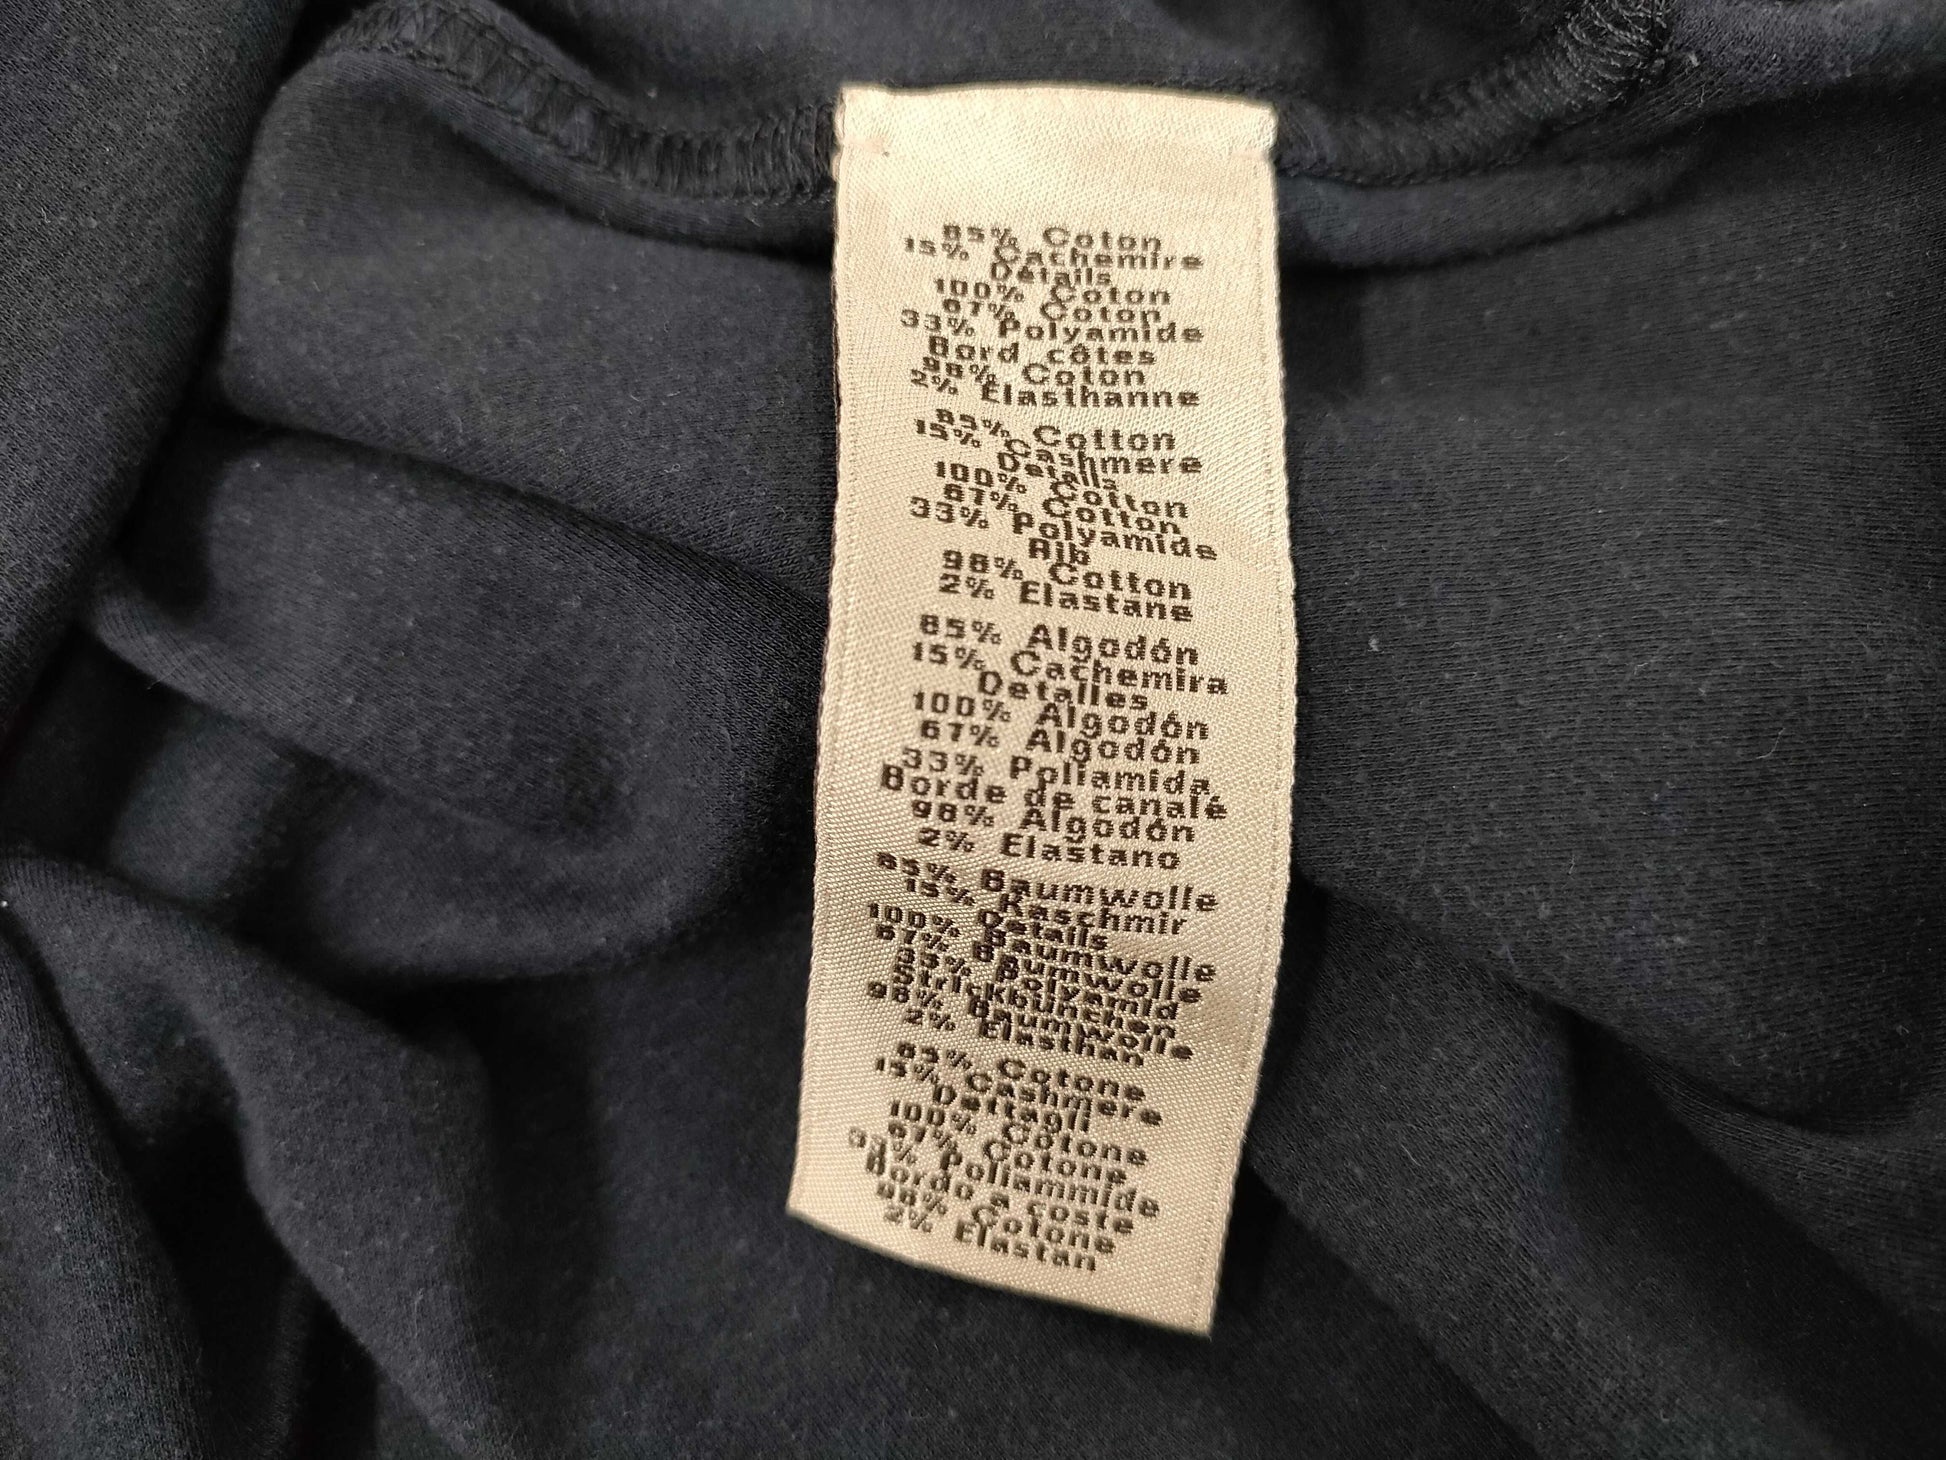 85% Coton
15% Cachemire
Détails
100% Coton
67% Coton
33% Polyamide
Bord côtes
98% Coton
2% Elasthanne
85% Cotton
15% Cashmere
Details
100% Cotton
67% Cotton
33% Polyamide
Rib
98% Cotton
2% Elastane
85% Algodón
15% Cachemira
Detalles
100% Algodón
67% Algodón
33% Poliamida
Borde de canalé
98% Algodón
2% Elastano
85% Baumwolle
15% Kaschmir
Details
100% Baumwolle
67% Baumwolle
33% Polyamid
Strickbünchen
98% Baumwolle
2% Elasthan
85% Cotone
15% Cashmere
Dettagli
100% Cotone
67% Cotone
33% Poliammide
Bordo a coste
98% Cotone
2% Elastan